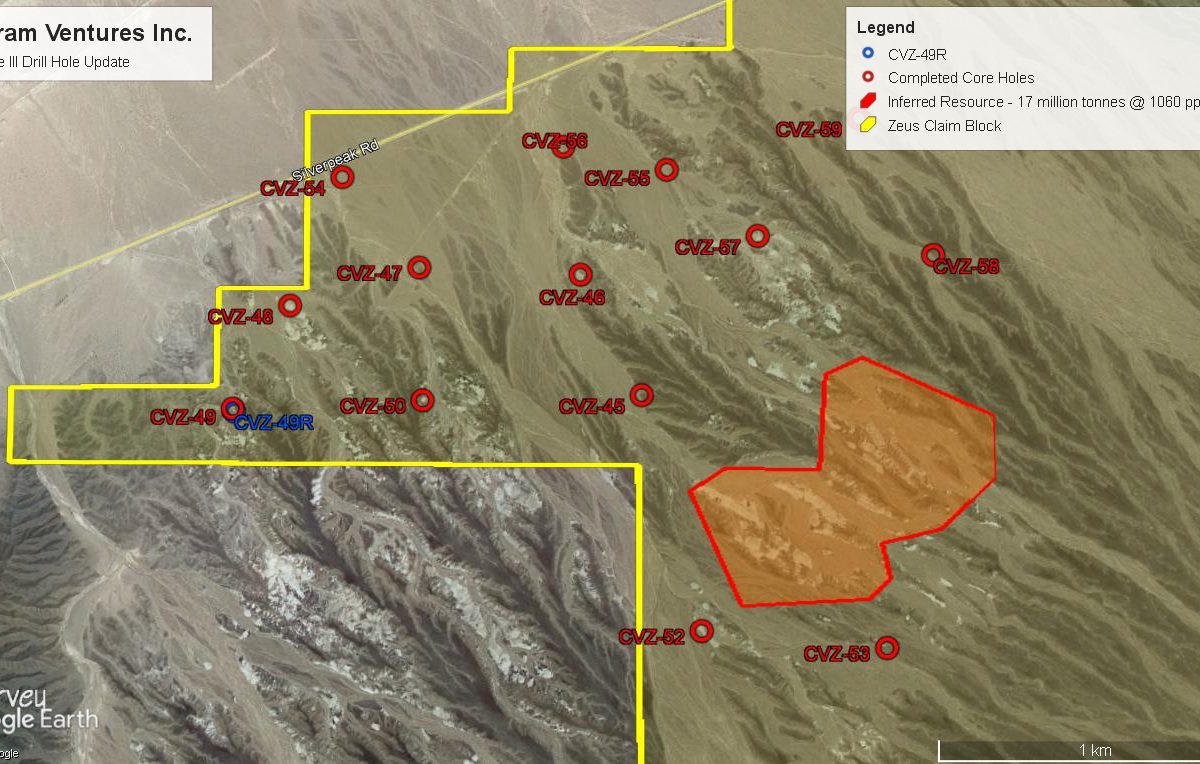 ram Ventures Inc.
e III Drill Hole Update
Legend
CVZ-49R
Completed Core Holes
Inferred Resource - 17 million tonnes @ 1060 p
Zeus Claim Block
CVZ-59
CVZ-56
Silverpeak Rd
CVZ-55
CVZ-54
CVZ-57
CVZ-58
CVZ-47
CVZ-46
CVZ-48
CVZ-50
CVZ-45
CVZ-49
CVZ-49R
CVZ-52
CVZ-53
rvey
gle Earth
ogle
1 km